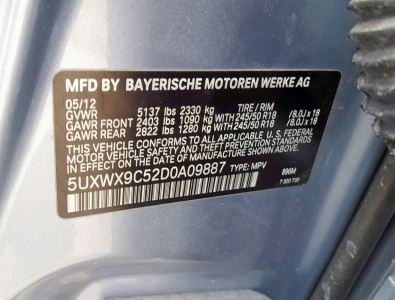 MFD BY BAYERISCHE MOTOREN WERKE AG
05/12
GVWR 5137 lbs 2330 kg TIRE / RIM
GAWR FRONT 2403 lbs 1090 kg WITH 245/50 R18 /8.0J x 18
GAWR REAR 2822 lbs 1280 kg WITH 245/50 R18 /8.0J x 18
THIS VEHICLE CONFORMS TO ALL APPLICABLE U.S. FEDERAL
MOTOR VEHICLE SAFETY, BUMPER, AND THEFT PREVENTION
STANDARDS IN EFFECT ON THE DATE OF
MANUFACTURE SHOWN ABOVE.
5UXWX9C52D0A09887 TYPE: MPV